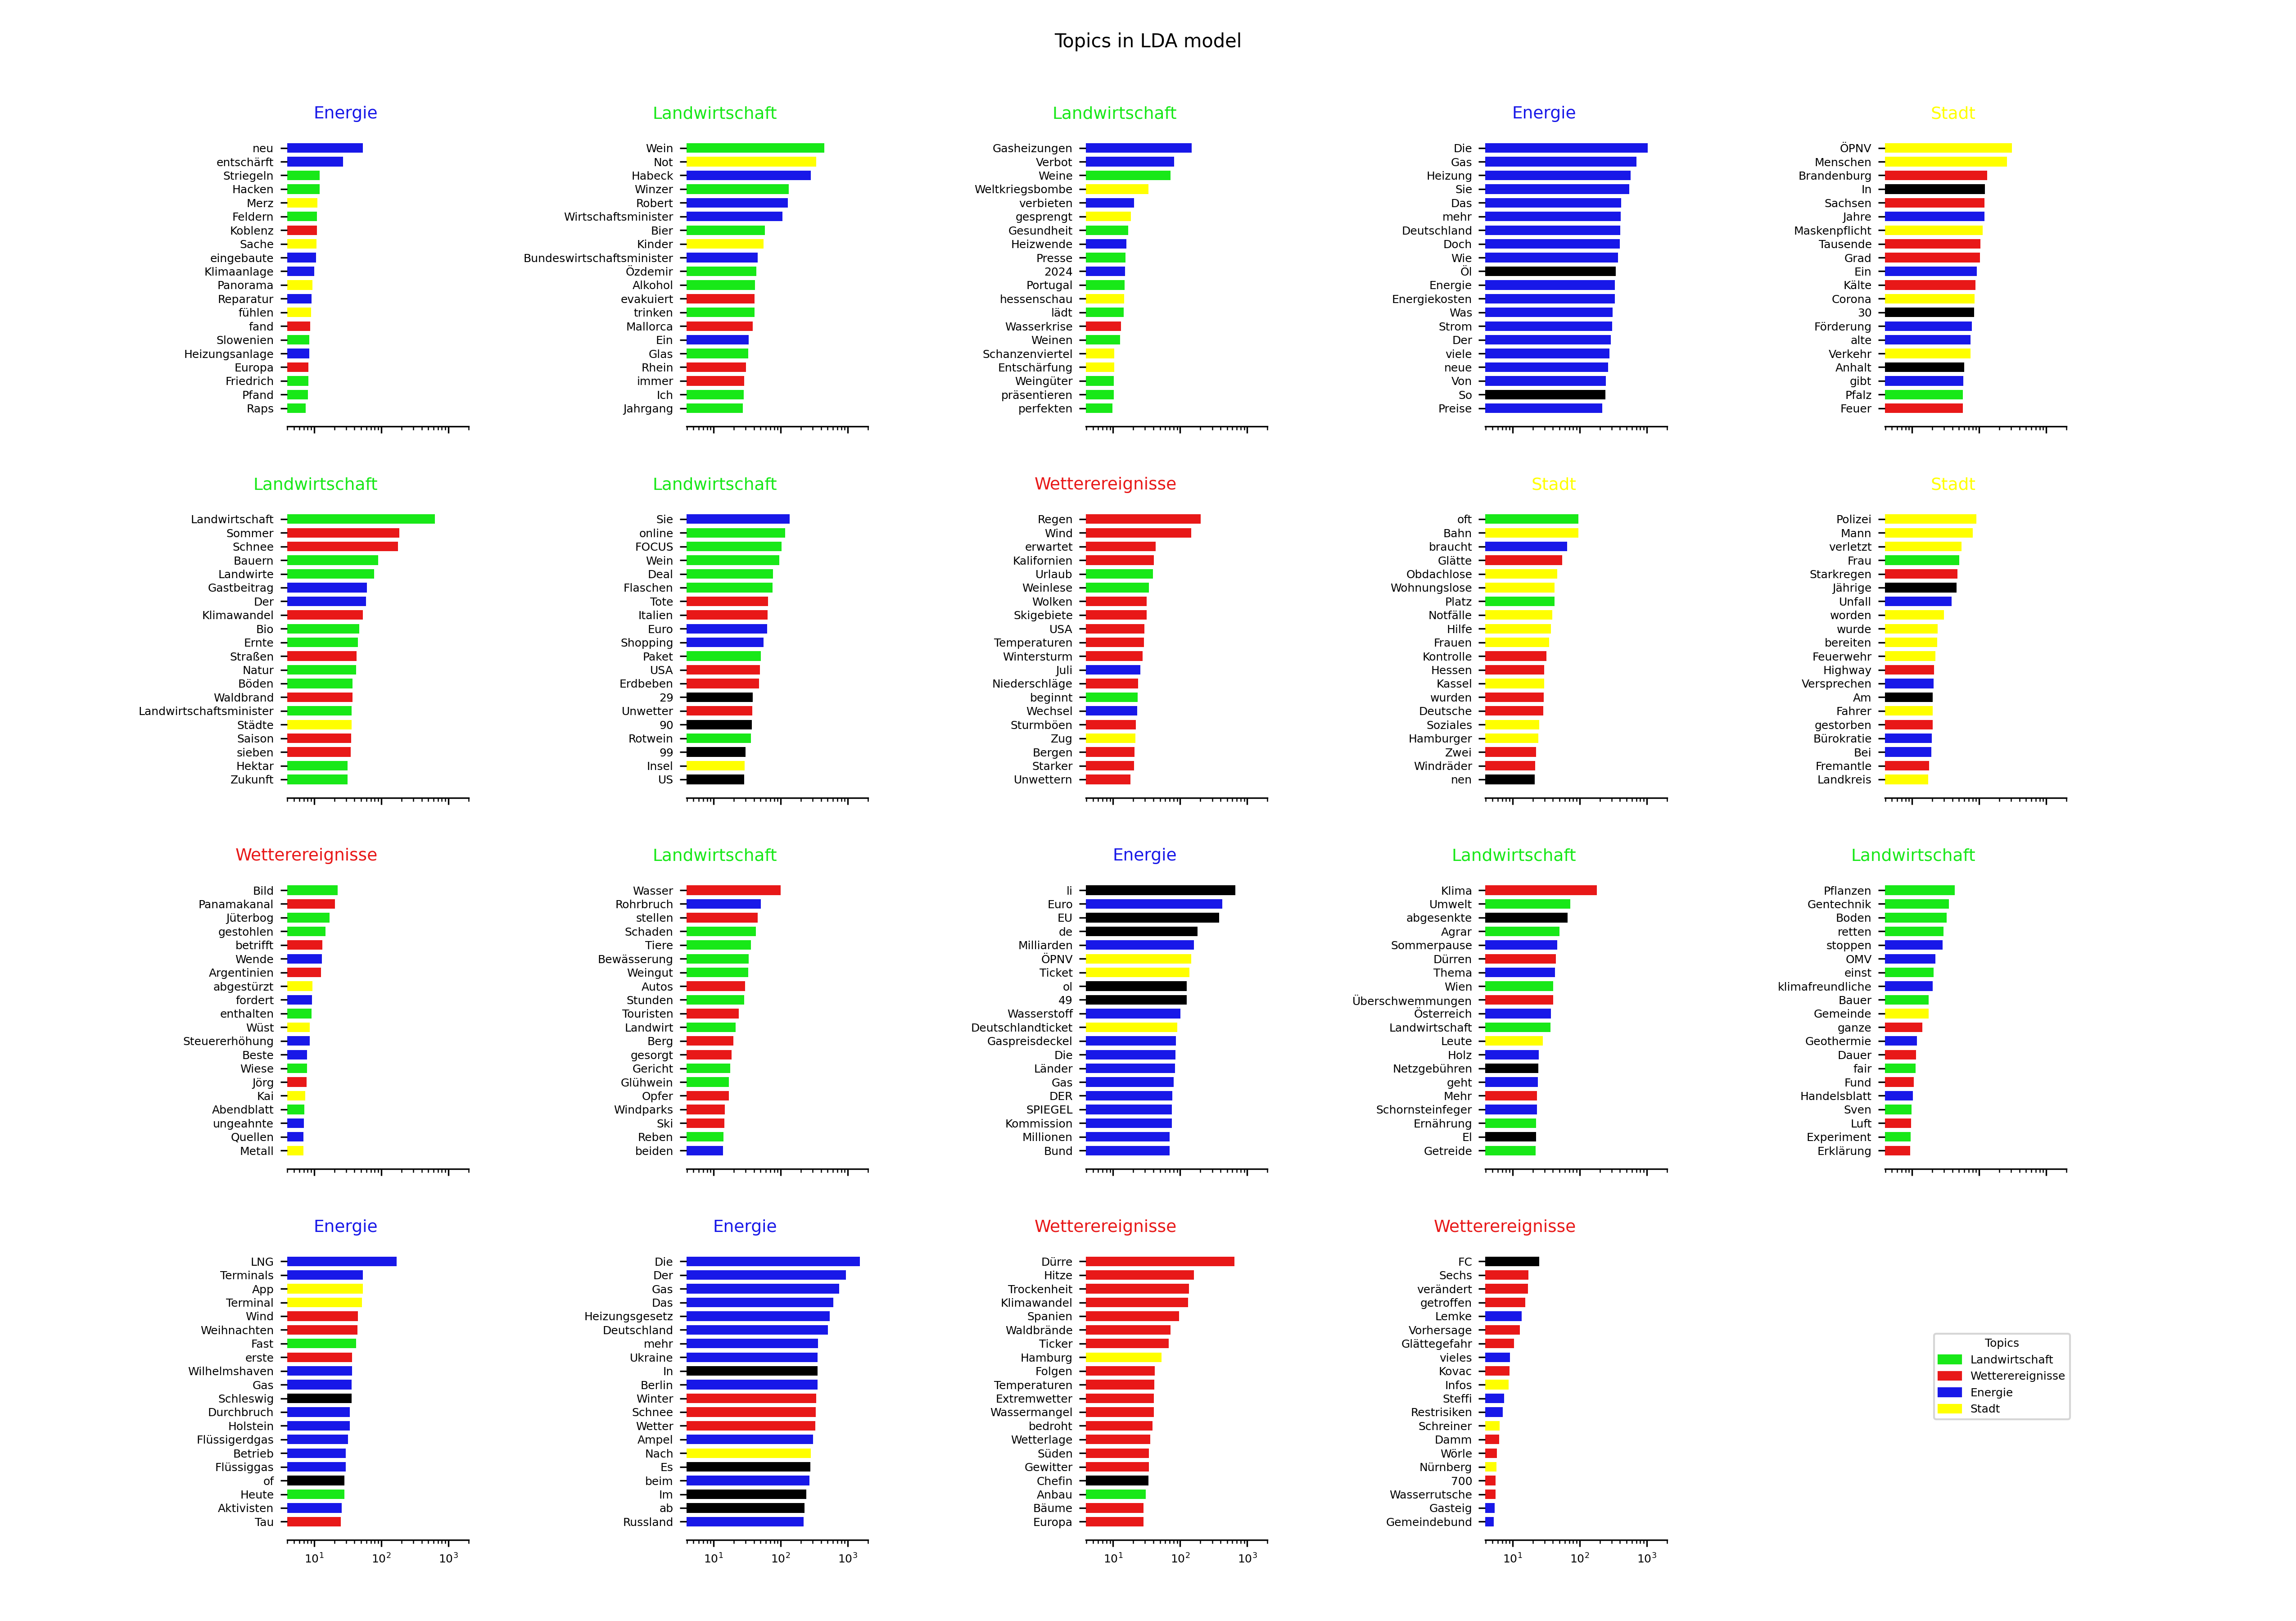 Topics in LDA model
Energie
neu
entschärft
Striegeln
Hacken
Merz
Feldern
Koblenz
Sache
eingebaute
Klimaanlage
Panorama
Reparatur
fühlen
fand
Slowenien
Heizungsanlage
Europa
Friedrich
Pfand
Raps
Landwirtschaft
Wein
Not
Habeck
Winzer
Robert
Wirtschaftsminister
Bier
Kinder
Bundeswirtschaftsminister
Özdemir
Alkohol
evakuiert
trinken
Mallorca
Ein
Glas
Rhein
immer
Ich
Jahrgang
Landwirtschaft
Gasheizungen
Verbot
Weine
Weltkriegsbombe
verbieten
gesprengt
Gesundheit
Heizwende
Presse
2024
Portugal
hessenschau
lädt
Wasserkrise
Weinen
Schanzenviertel
Entschärfung
Weingüter
präsentieren
perfekten
Energie
Die
Gas
Heizung
Sie
Das
mehr
Deutschland
Doch
Wie
Öl
Energie
Energiekosten
Was
Strom
Der
viele
neue
Von
So
Preise
Stadt
ÖPNV
Menschen
Brandenburg
In
Sachsen
Jahre
Maskenpflicht
Tausende
Grad
Ein
Kälte
Corona
30
Förderung
alte
Verkehr
Anhalt
gibt
Pfalz
Feuer
Landwirtschaft
Landwirtschaft
Sommer
Schnee
Bauern
Landwirte
Gastbeitrag
Der
Klimawandel
Bio
Ernte
Straßen
Natur
Böden
Waldbrand
Landwirtschaftsminister
Städte
Saison
sieben
Hektar
Zukunft
Landwirtschaft
Sie
online
FOCUS
Wein
Deal
Flaschen
Tote
Italien
Euro
Shopping
Paket
USA
Erdbeben
29
Unwetter
90
Rotwein
99
Insel
US
Wetterereignisse
Regen
Wind
erwartet
Kalifornien
Urlaub
Weinlese
Wolken
Skigebiete
USA
Temperaturen
Wintersturm
Juli
Niederschläge
beginnt
Wechsel
Sturmböen
Zug
Bergen
Starker
Unwettern
Stadt
oft
Bahn
braucht
Glätte
Obdachlose
Wohnungslose
Platz
Notfälle
Hilfe
Frauen
Kontrolle
Hessen
Kassel
wurden
Deutsche
Soziales
Hamburger
Zwei
Windräder
nen
Stadt
Polizei
Mann
verletzt
Frau
Starkregen
Jährige
Unfall
worden
wurde
bereiten
Feuerwehr
Highway
Versprechen
Am
Fahrer
gestorben
Bürokratie
Bei
Fremantle
Landkreis
Wetterereignisse
Bild
Panamakanal
Jüterbog
gestohlen
betrifft
Wende
Argentinien
abgestürzt
fordert
enthalten
Wüst
Steuererhöhung
Beste
Wiese
Jörg
Kai
Abendblatt
ungeahnte
Quellen
Metall
Landwirtschaft
Wasser
Rohrbruch
stellen
Schaden
Tiere
Bewässerung
Weingut
Autos
Stunden
Touristen
Landwirt
Berg
gesorgt
Gericht
Glühwein
Opfer
Windparks
Ski
Reben
beiden
Energie
li
Euro
EU
de
Milliarden
ÖPNV
Ticket
ol
49
Wasserstoff
Deutschlandticket
Gaspreisdeckel
Die
Länder
Gas
DER
SPIEGEL
Kommission
Millionen
Bund
Landwirtschaft
Klima
Umwelt
abgesenkte
Agrar
Sommerpause
Dürren
Thema
Wien
Überschwemmungen
Österreich
Landwirtschaft
Leute
Holz
Netzgebühren
geht
Mehr
Schornsteinfeger
Ernährung
El
Getreide
Landwirtschaft
Pflanzen
Gentechnik
Boden
retten
stoppen
OMV
einst
klimafreundliche
Bauer
Gemeinde
ganze
Geothermie
Dauer
fair
Fund
Handelsblatt
Sven
Luft
Experiment
Erklärung
Energie
LNG
Terminals
App
Terminal
Wind
Weihnachten
Fast
erste
Wilhelmshaven
Gas
Schleswig
Durchbruch
Holstein
Flüssigerdgas
Betrieb
Flüssiggas
of
Heute
Aktivisten
Tau
10¹ 10² 10³
Energie
Die
Der
Gas
Das
Heizungsgesetz
Deutschland
mehr
Ukraine
In
Berlin
Winter
Schnee
Wetter
Ampel
Nach
Es
beim
Im
ab
Russland
10¹ 10² 10³
Wetterereignisse
Dürre
Hitze
Trockenheit
Klimawandel
Spanien
Waldbrände
Ticker
Hamburg
Folgen
Temperaturen
Extremwetter
Wassermangel
bedroht
Wetterlage
Süden
Gewitter
Chefin
Anbau
Bäume
Europa
10¹ 10² 10³
Wetterereignisse
FC
Sechs
verändert
getroffen
Lemke
Vorhersage
Glättegefahr
vieles
Kovac
Infos
Steffi
Restrisiken
Schreiner
Damm
Wörle
Nürnberg
700
Wasserrutsche
Gasteig
Gemeindebund
10¹ 10² 10³
Topics
Landwirtschaft
Wetterereignisse
Energie
Stadt